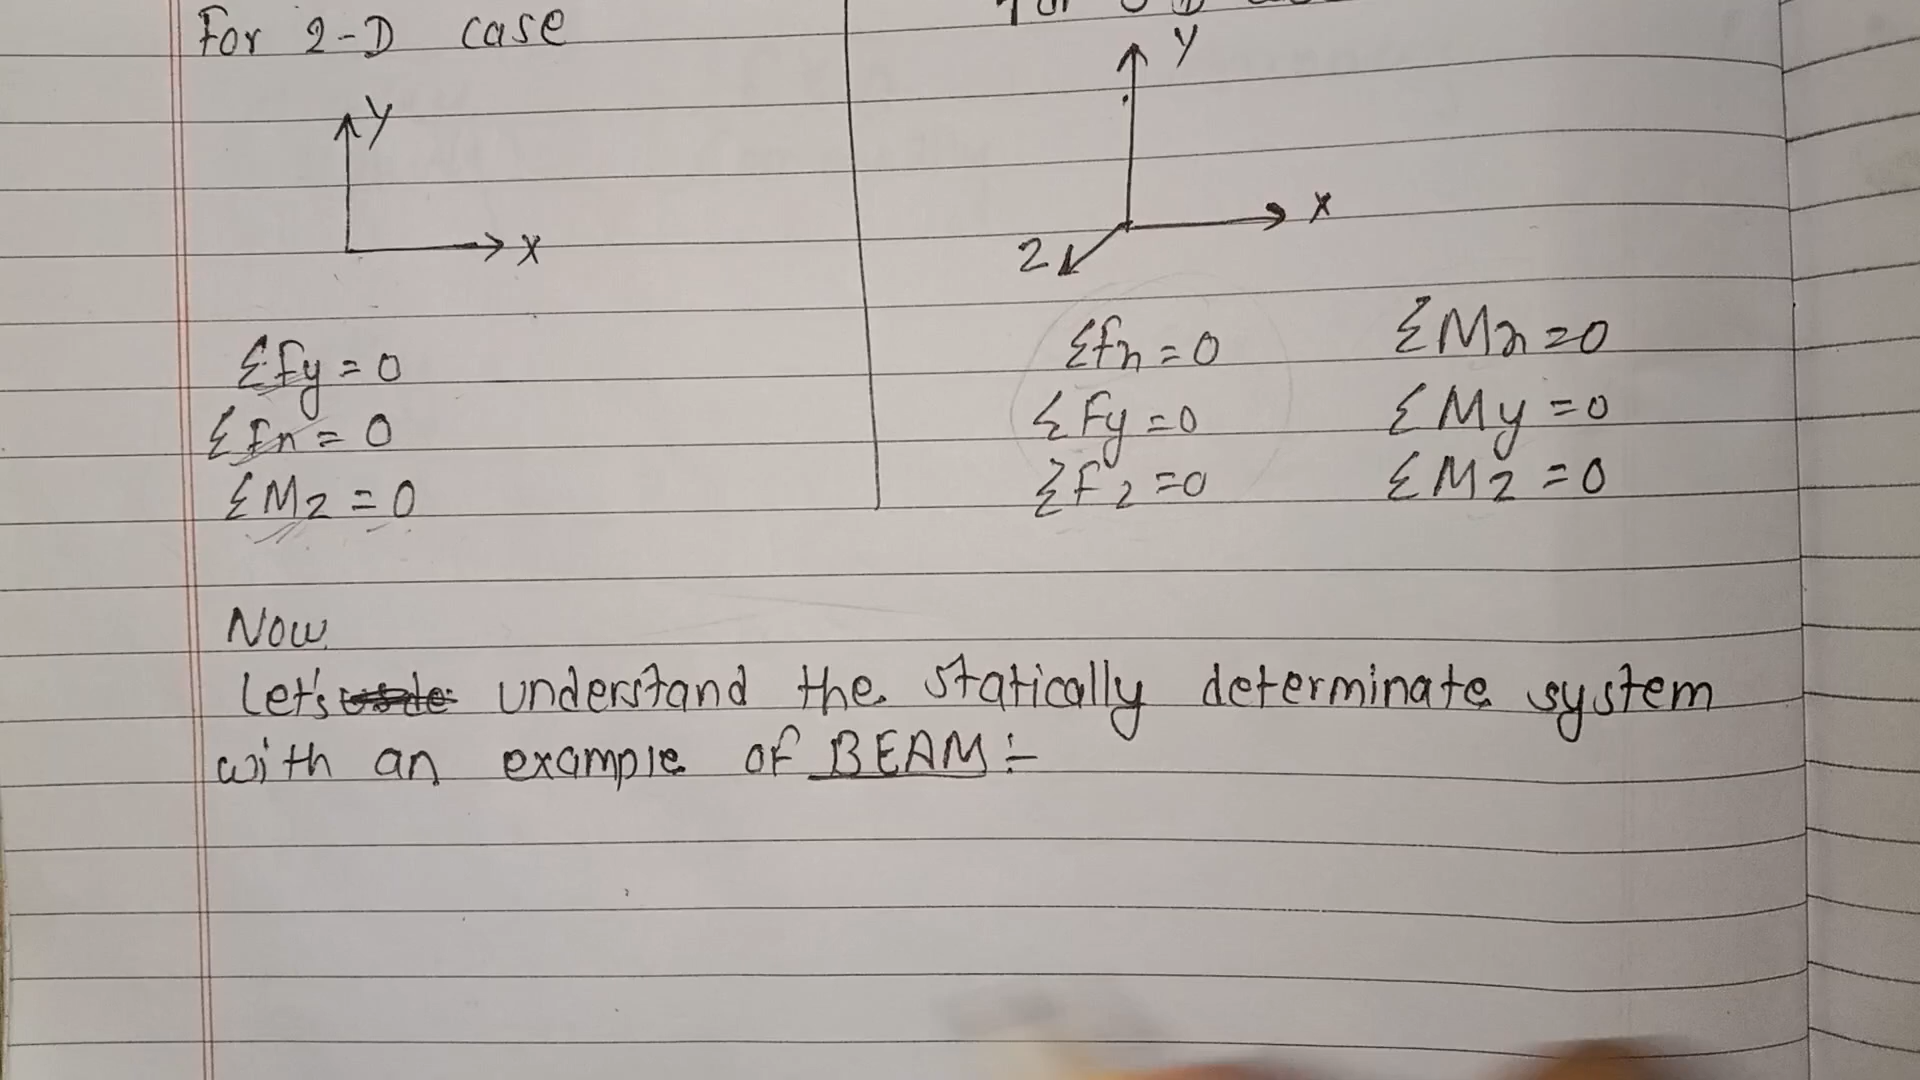 For 2-D case
Y
X
ΣFy = 0
ΣFx = 0
ΣMz = 0
Y
X
Z
ΣFx = 0
ΣFy = 0
ΣFz = 0
ΣMx = 0
ΣMy = 0
ΣMz = 0
Now
Let's understand the statically determinate system
with an example of BEAM :-